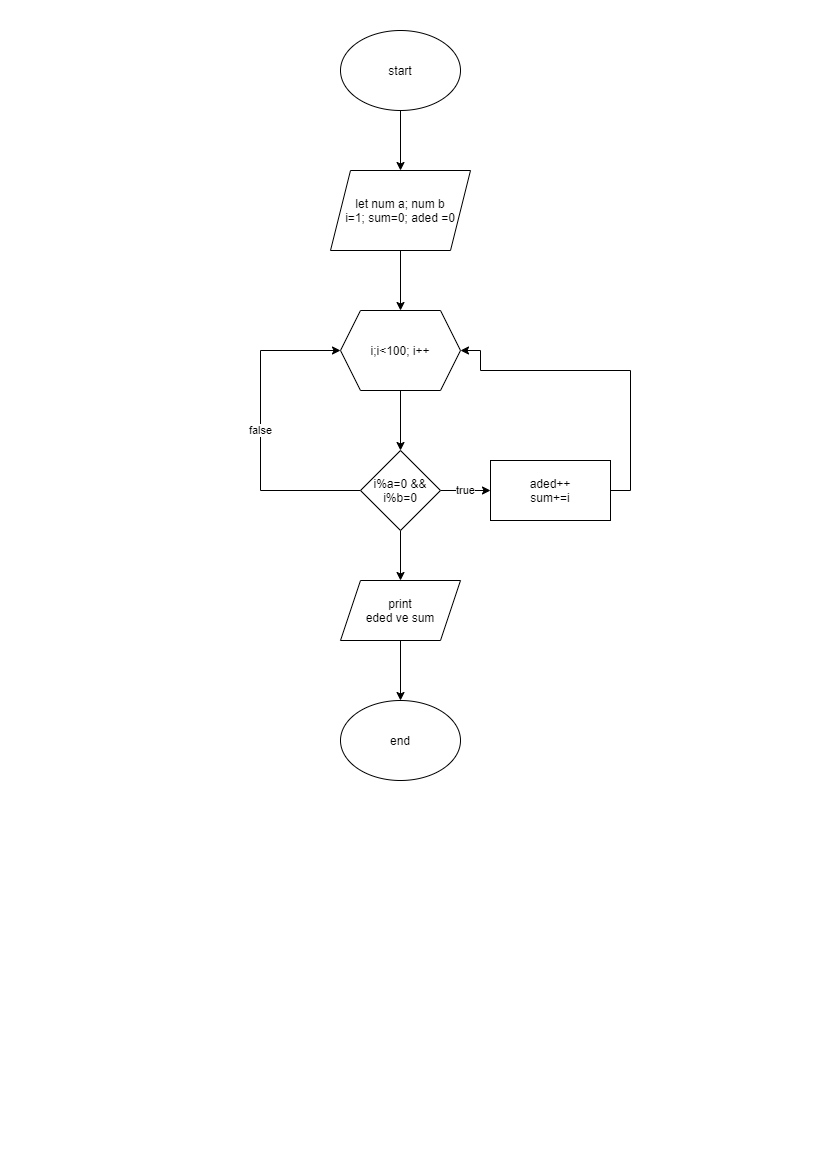 start
let num a; num b
i=1; sum=0; aded =0
i;i<100; i++
false
i%a=0 &&
i%b=0
true
aded++
sum+=i
print
eded ve sum
end